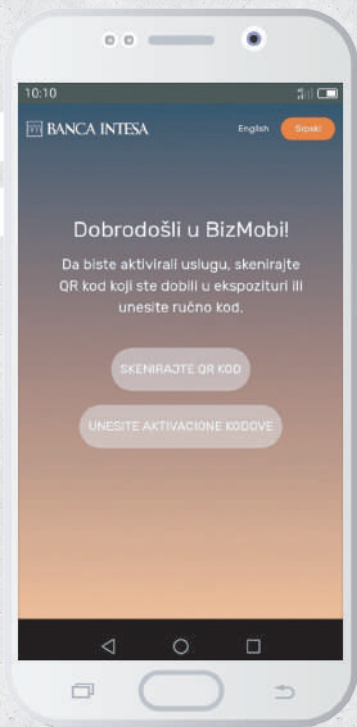 10:10
BANCA INTESA
English Srpski
Dobrodošli u BizMobi!
Da biste aktivirali uslugu, skenirajte
QR kod koji ste dobili u ekspozituri ili
unesite ručno kod.
SKENIRAJTE QR KOD
UNESITE AKTIVACIONE KODOVE